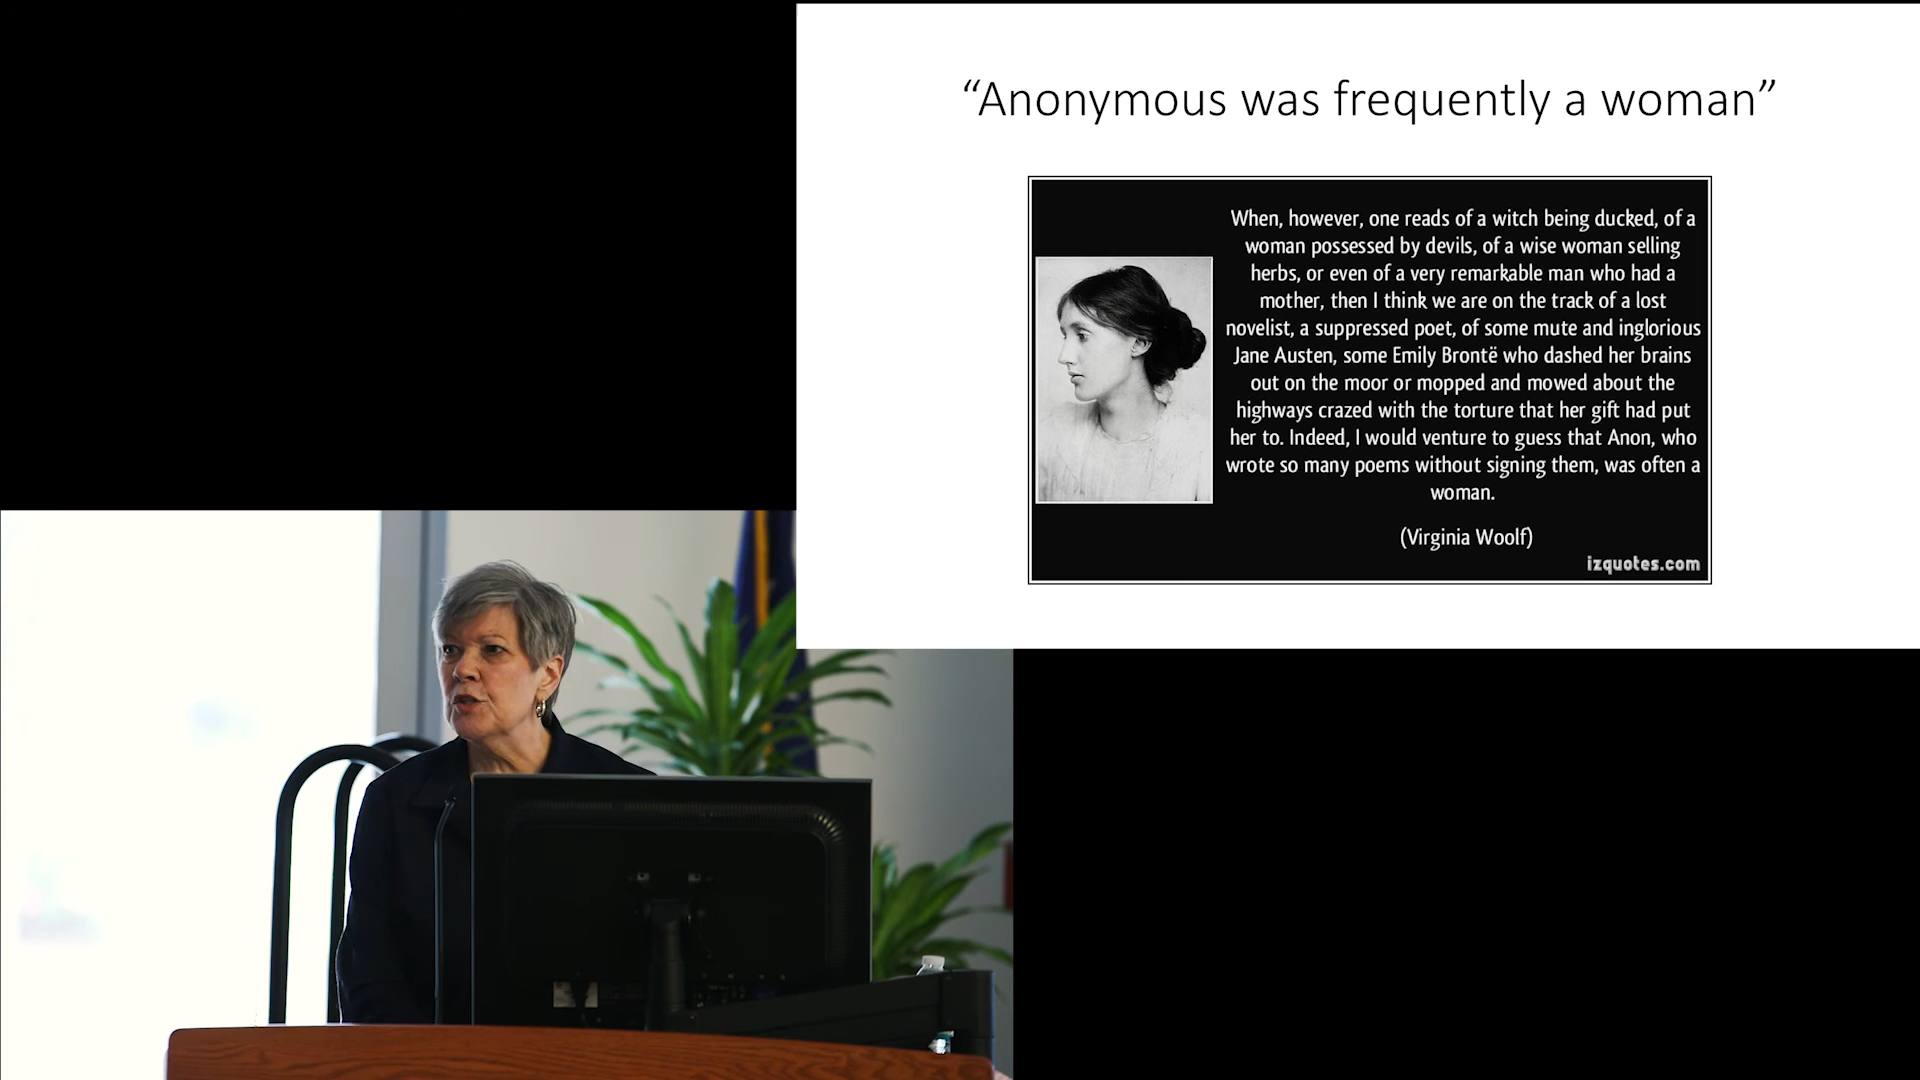 “Anonymous was frequently a woman”
When, however, one reads of a witch being ducked, of a
woman possessed by devils, of a wise woman selling
herbs, or even of a very remarkable man who had a
mother, then I think we are on the track of a lost
novelist, a suppressed poet, of some mute and inglorious
Jane Austen, some Emily Brontë who dashed her brains
out on the moor or mopped and mowed about the
highways crazed with the torture that her gift had put
her to. Indeed, I would venture to guess that Anon, who
wrote so many poems without signing them, was often a
woman.
(Virginia Woolf)
izquotes.com